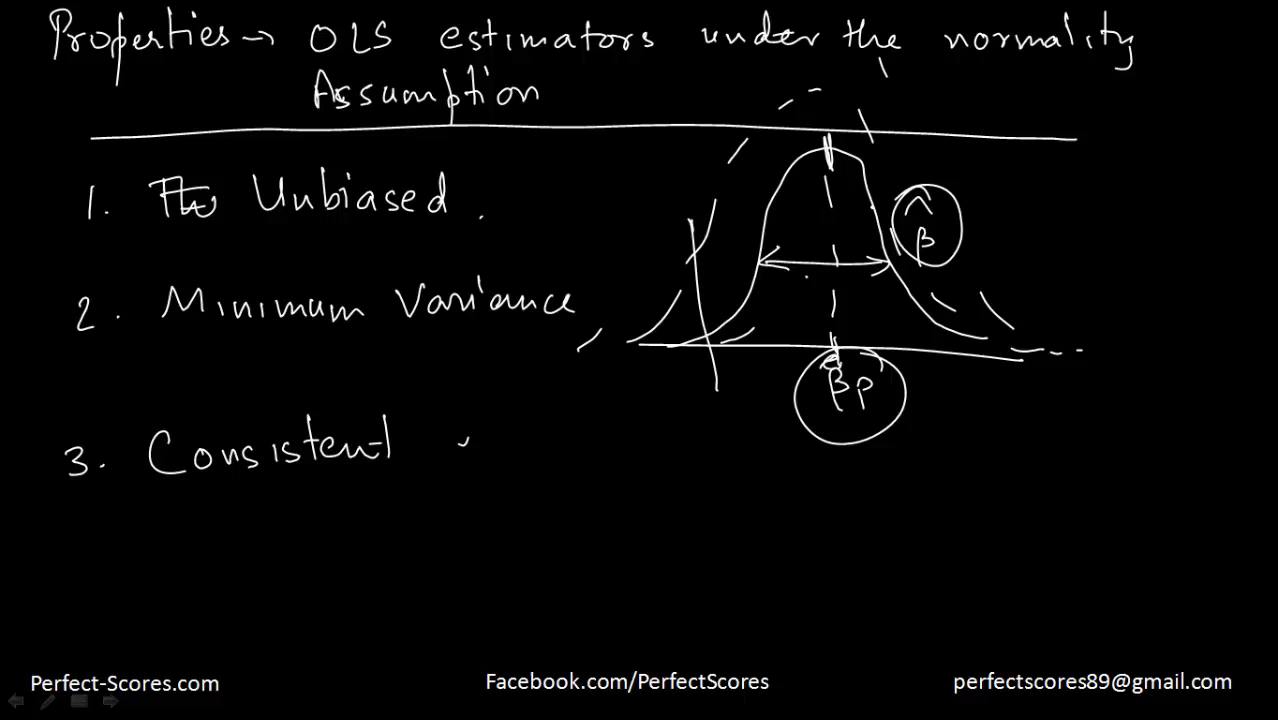 Properties → OLS estimators under the normality
Assumption
1. Unbiased.
2. Minimum Variance
3. Consistent
β̂
βp
Perfect-Scores.com
Facebook.com/PerfectScores
perfectscores89@gmail.com